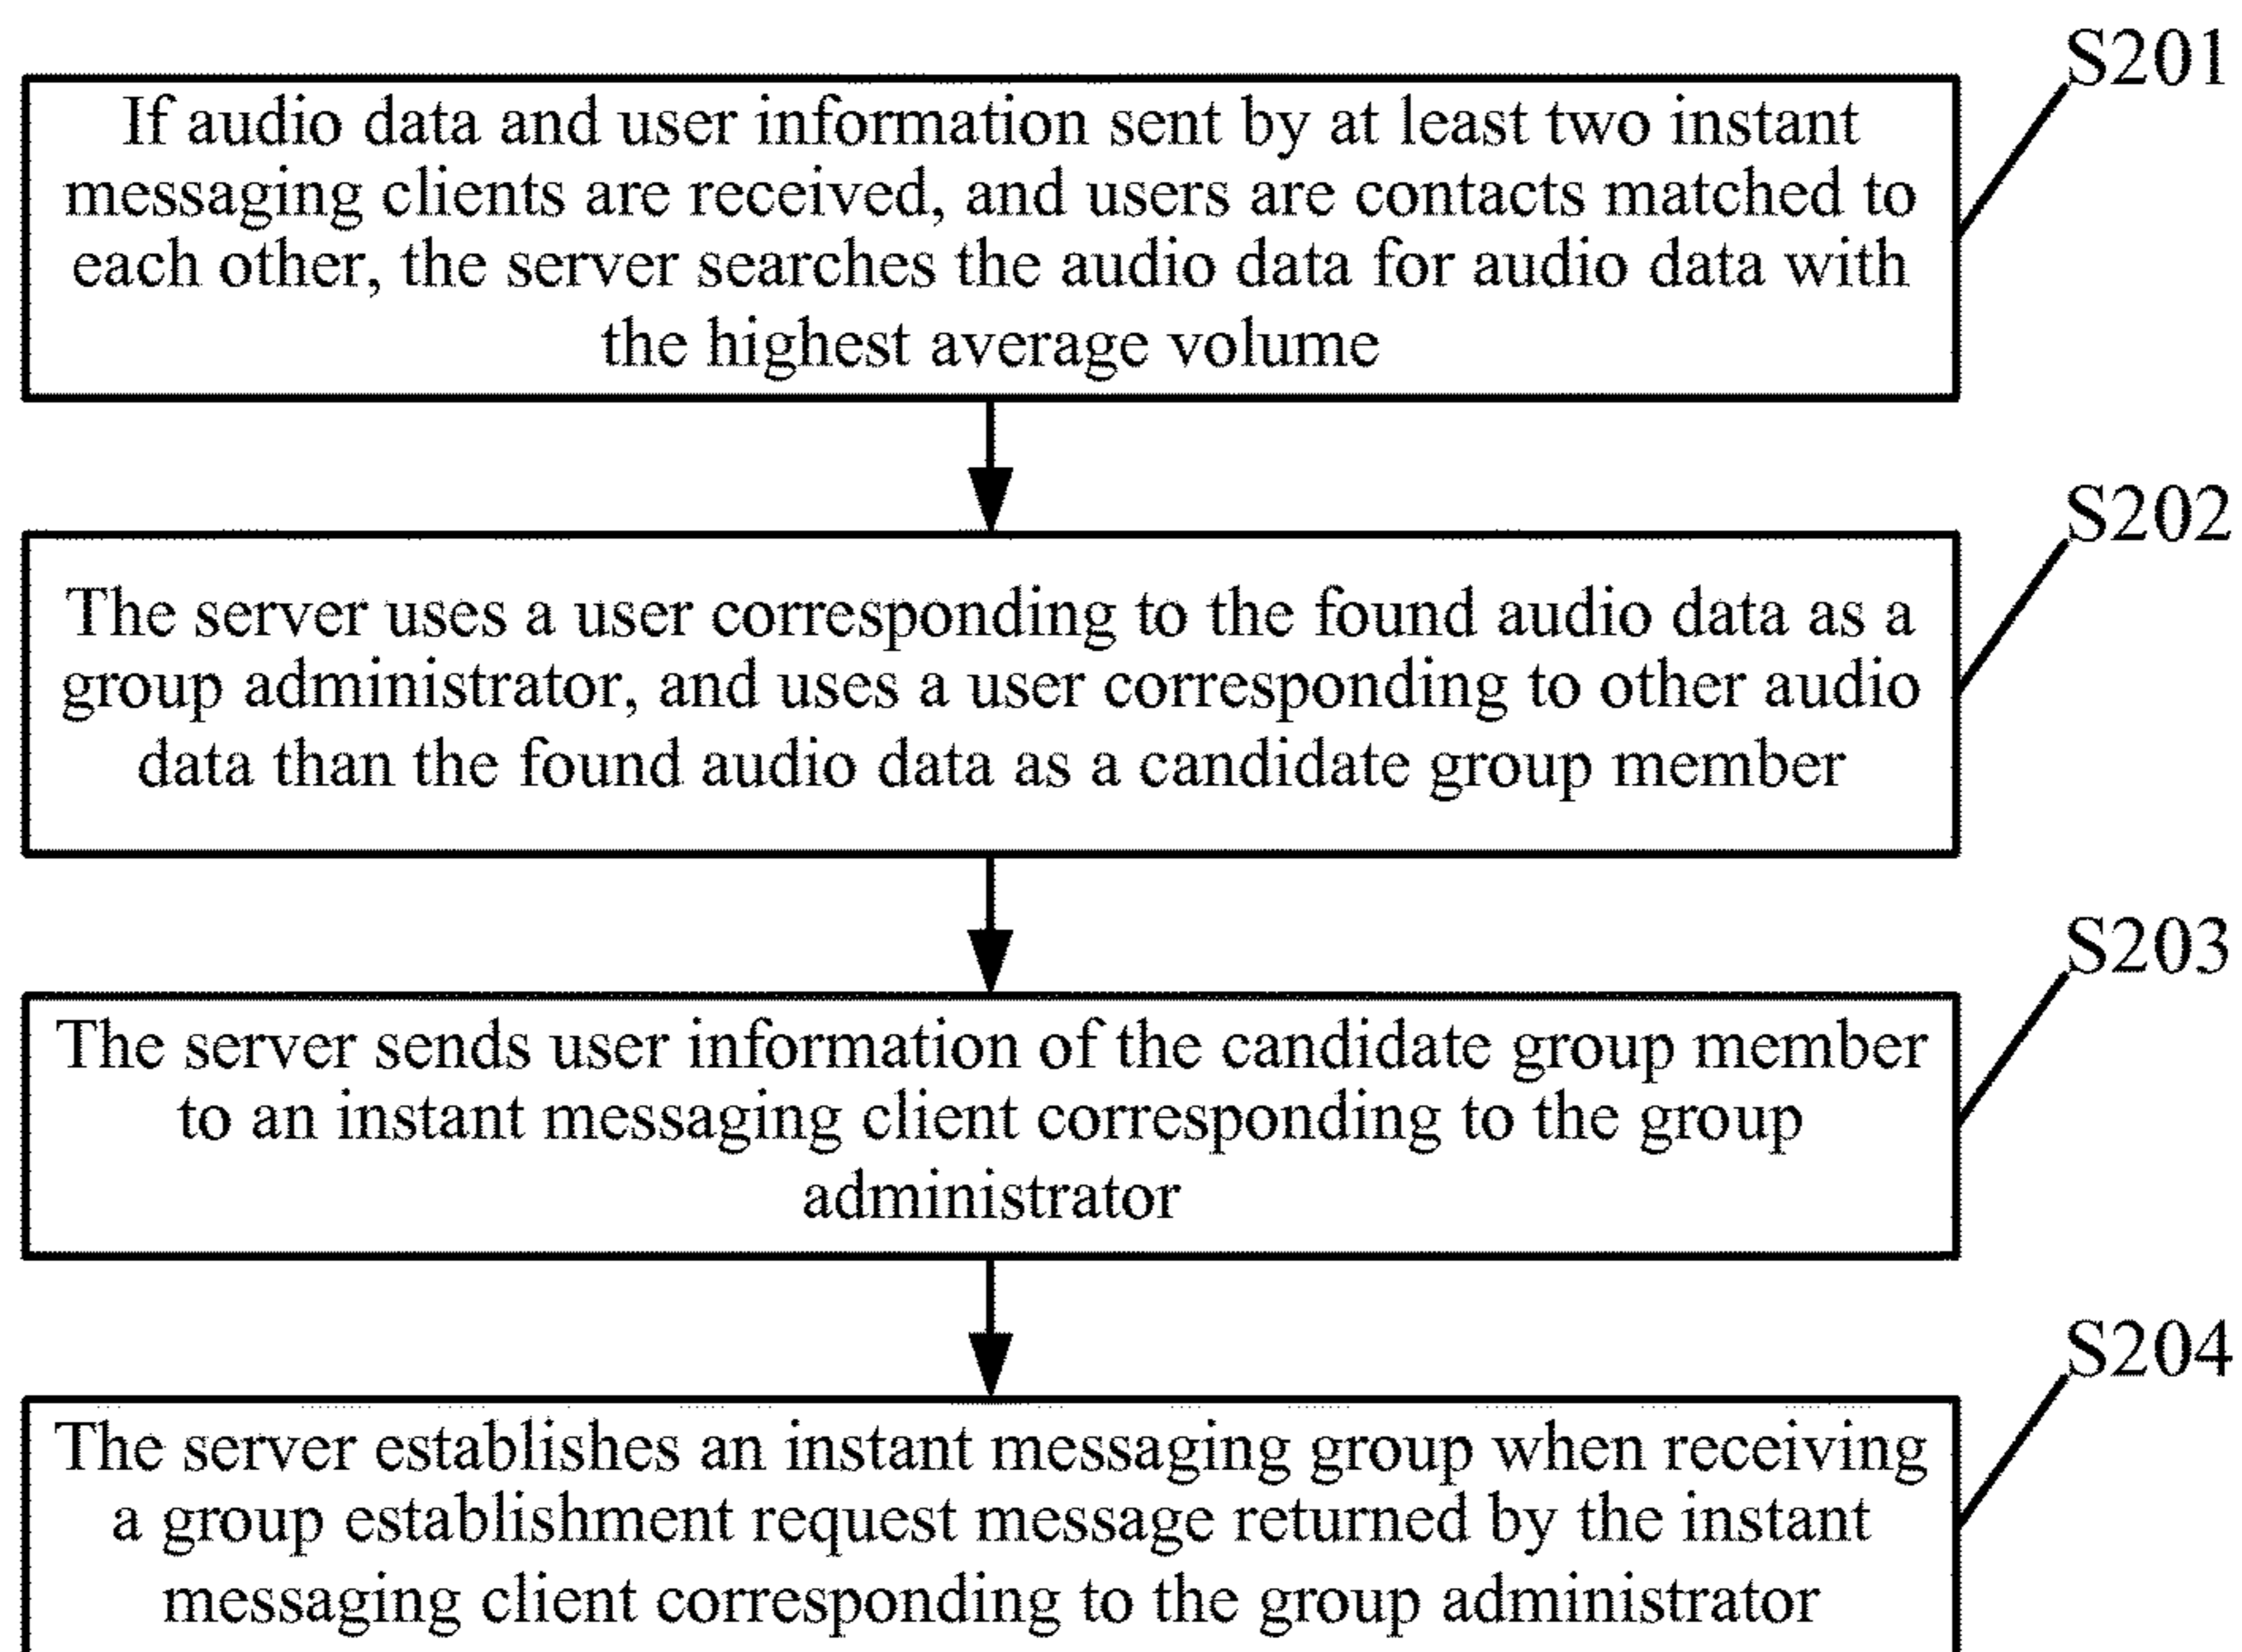 S201
If audio data and user information sent by at least two instant
messaging clients are received, and users are contacts matched to
each other, the server searches the audio data for audio data with
the highest average volume
S202
The server uses a user corresponding to the found audio data as a
group administrator, and uses a user corresponding to other audio
data than the found audio data as a candidate group member
S203
The server sends user information of the candidate group member
to an instant messaging client corresponding to the group
administrator
S204
The server establishes an instant messaging group when receiving
a group establishment request message returned by the instant
messaging client corresponding to the group administrator